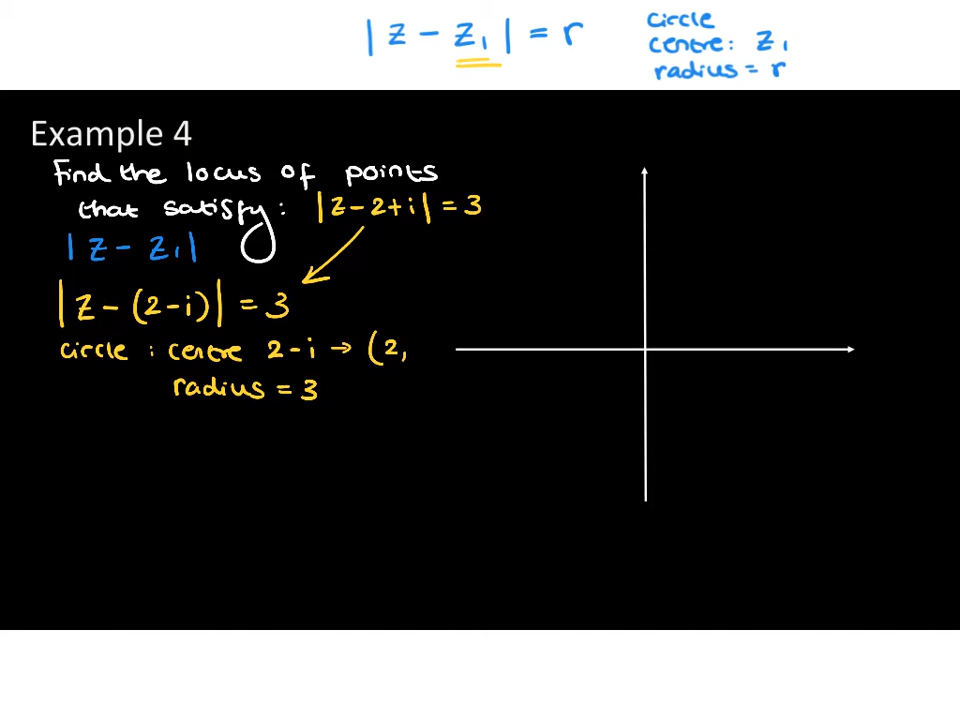 |z - z₁| = r
circle
centre: z₁
radius = r
Example 4
Find the locus of points
that satisfy: |z-2+i| = 3
|z - z₁|
|z - (2-i)| = 3
circle: centre 2-i → (2,
radius = 3